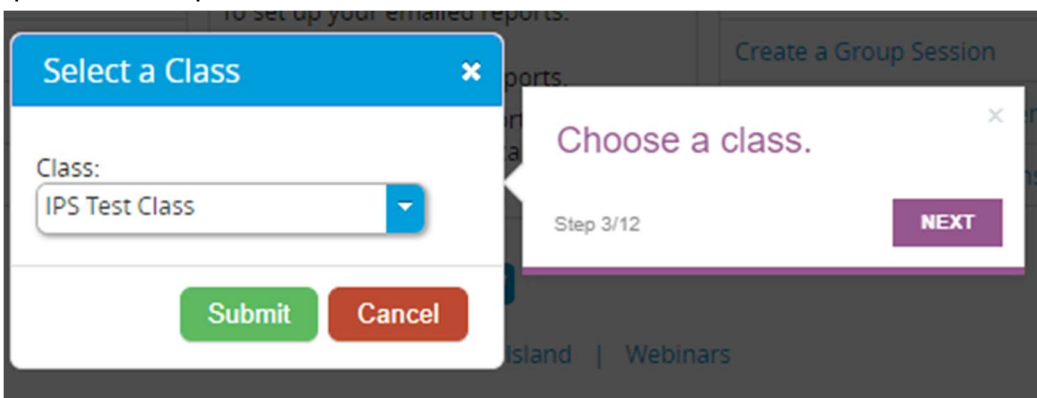 To set up your emailed reports.
Select a Class
ports.
Create a Group Session
Choose a class.
Class:
IPS Test Class
Step 3/12
NEXT
Submit
Cancel
Island | Webinars